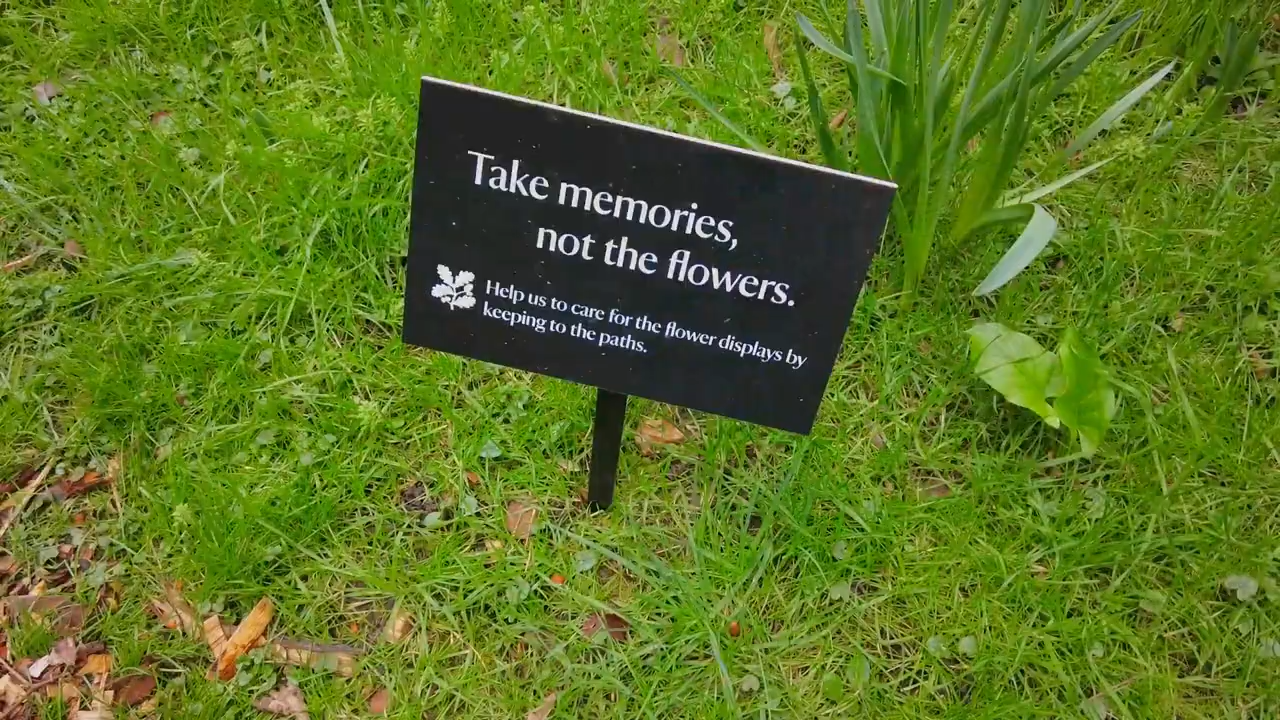 Take memories,
not the flowers.
Help us to care for the flower displays by
keeping to the paths.